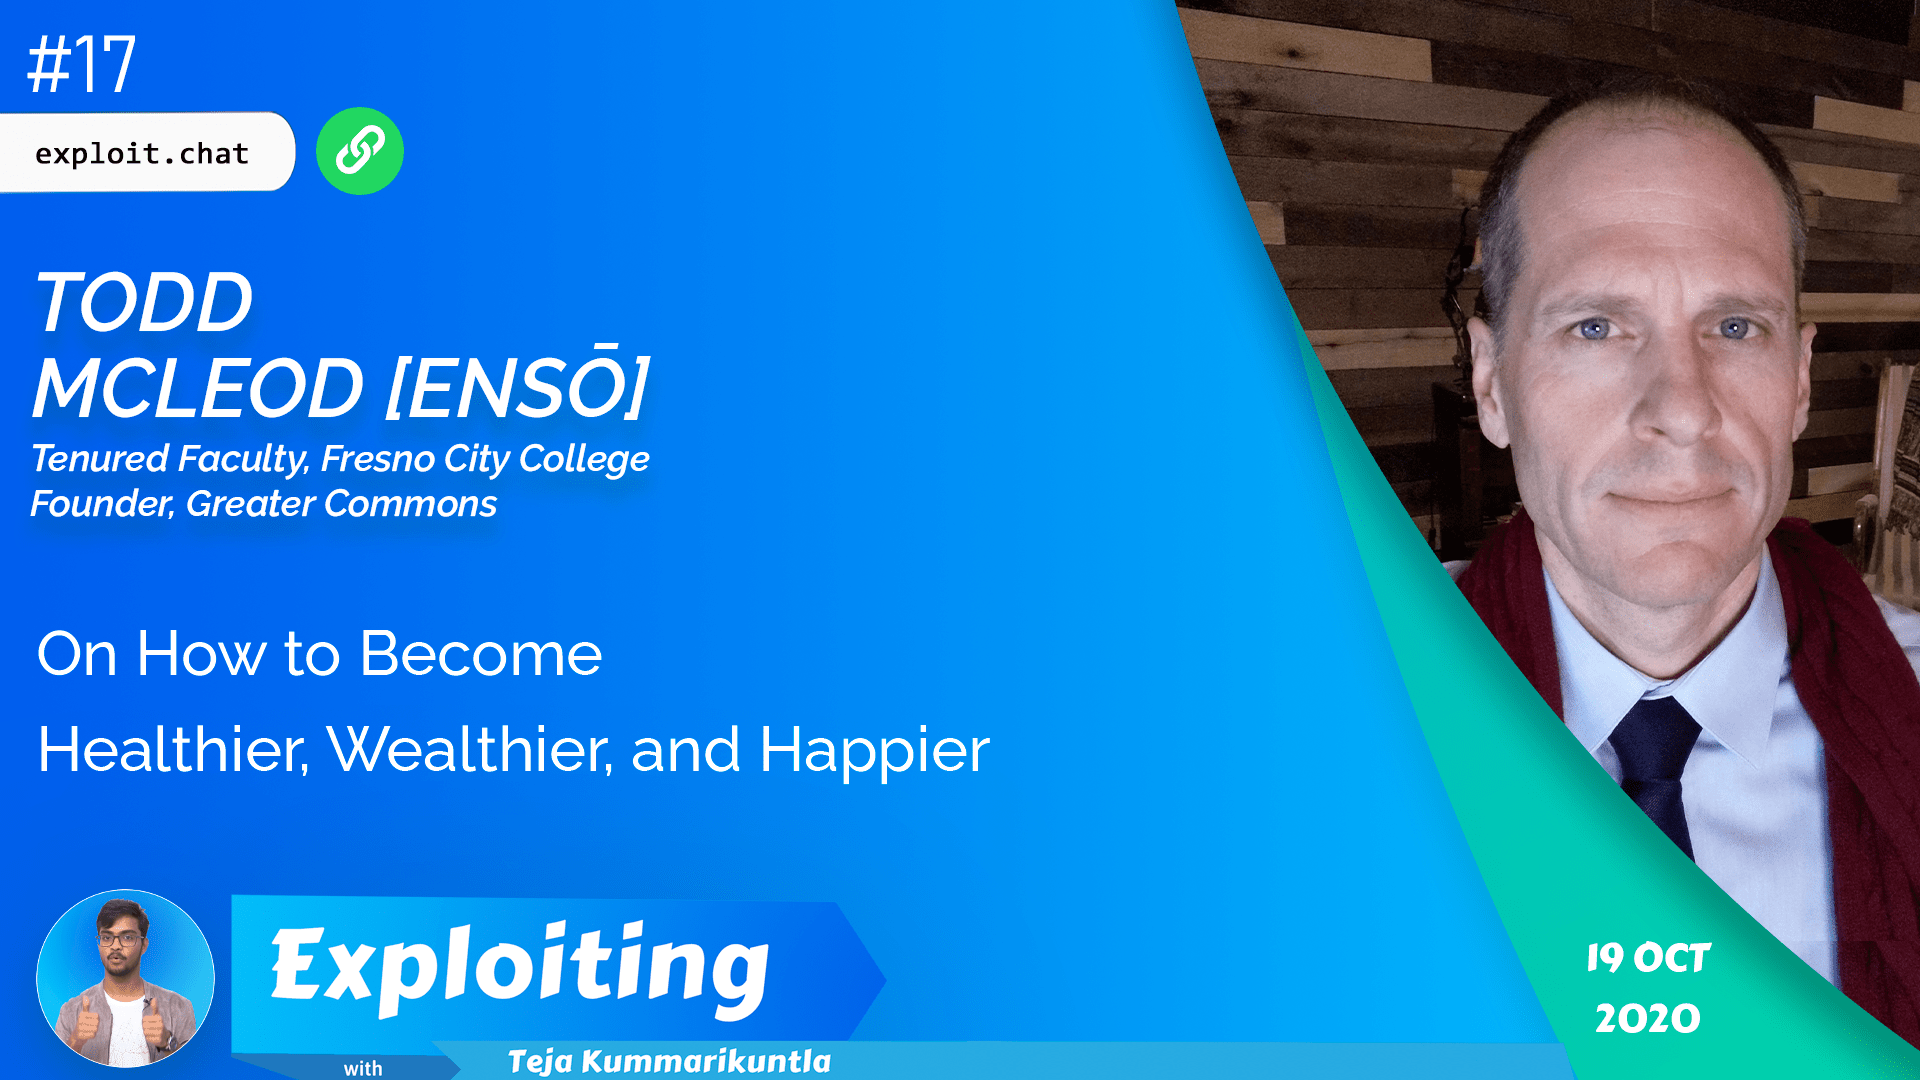 #17
exploit.chat
TODD
MCLEOD [ENSŌ]
Tenured Faculty, Fresno City College
Founder, Greater Commons
On How to Become
Healthier, Wealthier, and Happier
Exploiting
with
Teja Kummarikuntla
19 OCT
2020